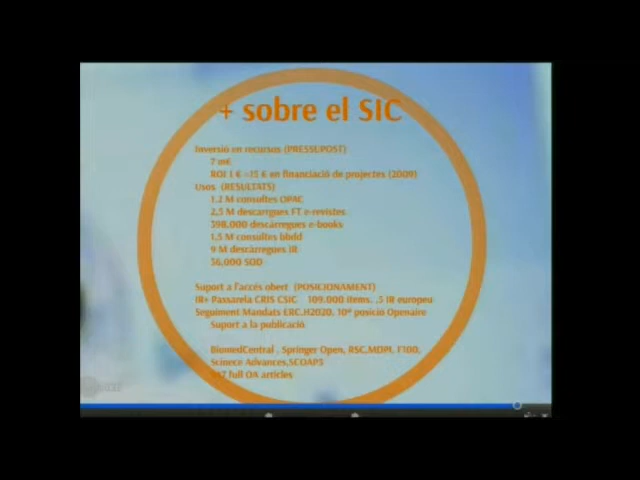 + sobre el SIC
Inversió en recursos (PRESSUPOST)
7 m€
ROI 1 € =15 € en financiació de projectes (2009)
Usos (RESULTATS)
1.2 M consultes OPAC
2,5 M descarregues FT e-revistes
398,000 descàrregues e-books
1,5 M consultes bbdd
9 M descàrregues IR
36,000 SOD
Suport a l'accés obert (POSICIONAMENT)
IR+ Passarela CRIS CSIC 109.000 items. .5 IR europeu
Seguiment Mandats ERC.H2020. 10ª posició Openaire
Suport a la publicació
BiomedCentral , Springer Open, RSC,MDPI, F100,
Science Advances,SCOAP3
full OA articles